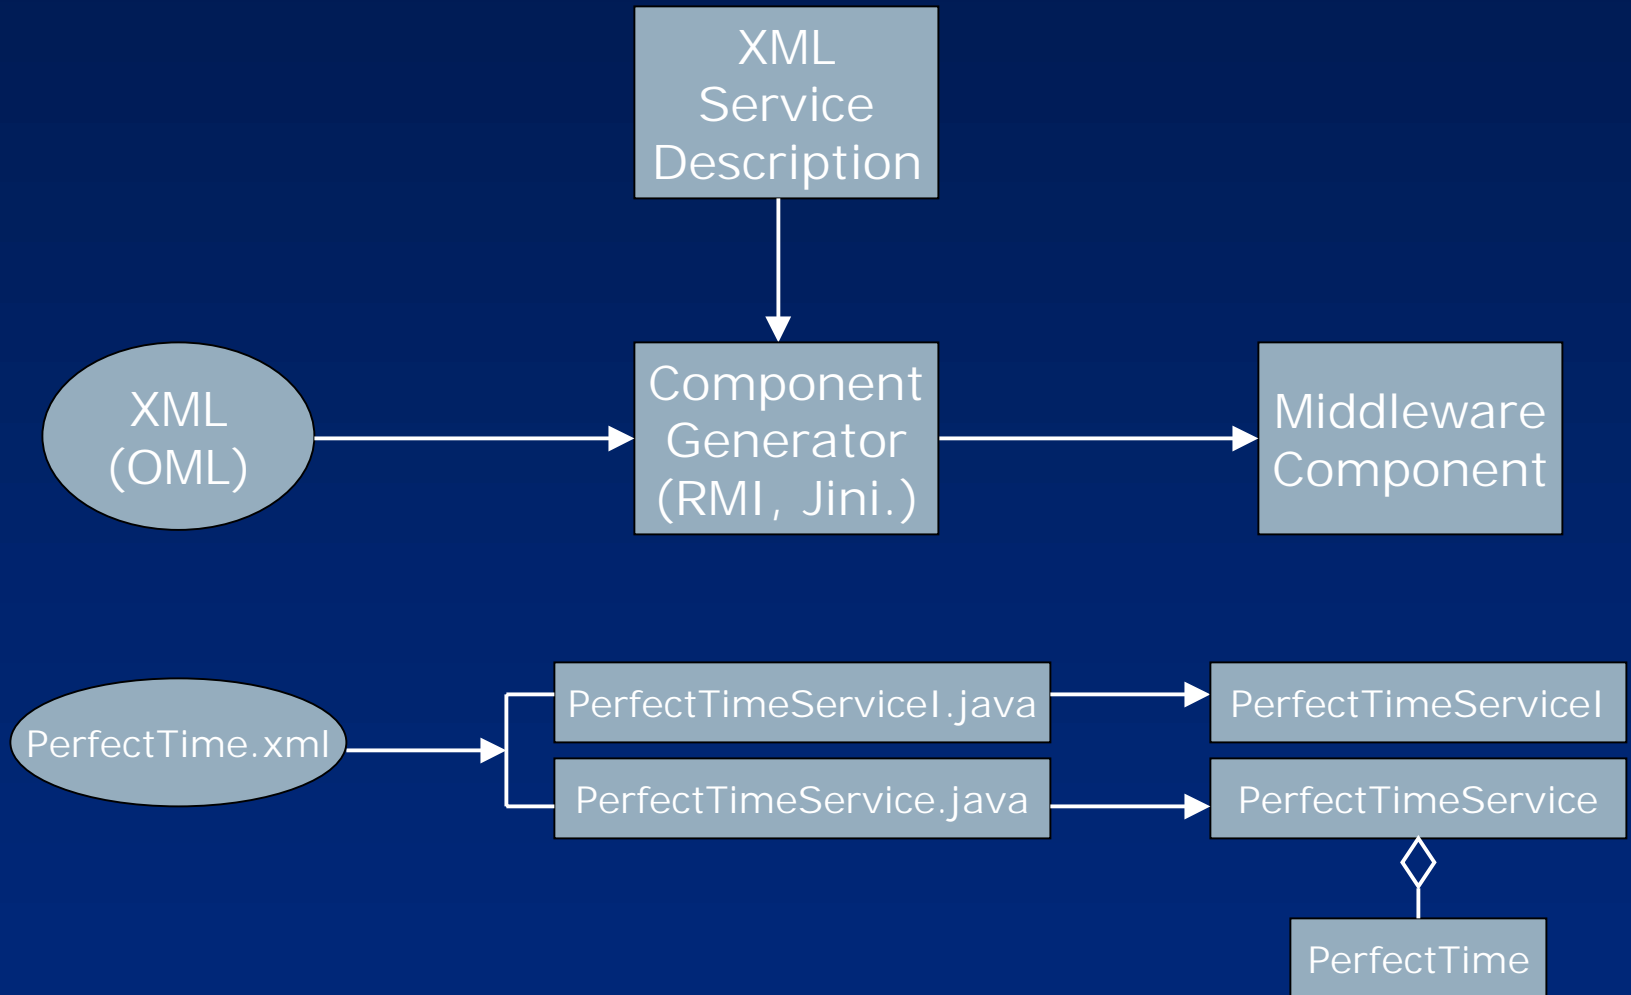 XML
Service
Description
XML
(OML)
Component
Generator
(RMI, Jini.)
Middleware
Component
PerfectTime.xml
PerfectTimeServiceI.java
PerfectTimeServiceI
PerfectTimeService.java
PerfectTimeService
PerfectTime